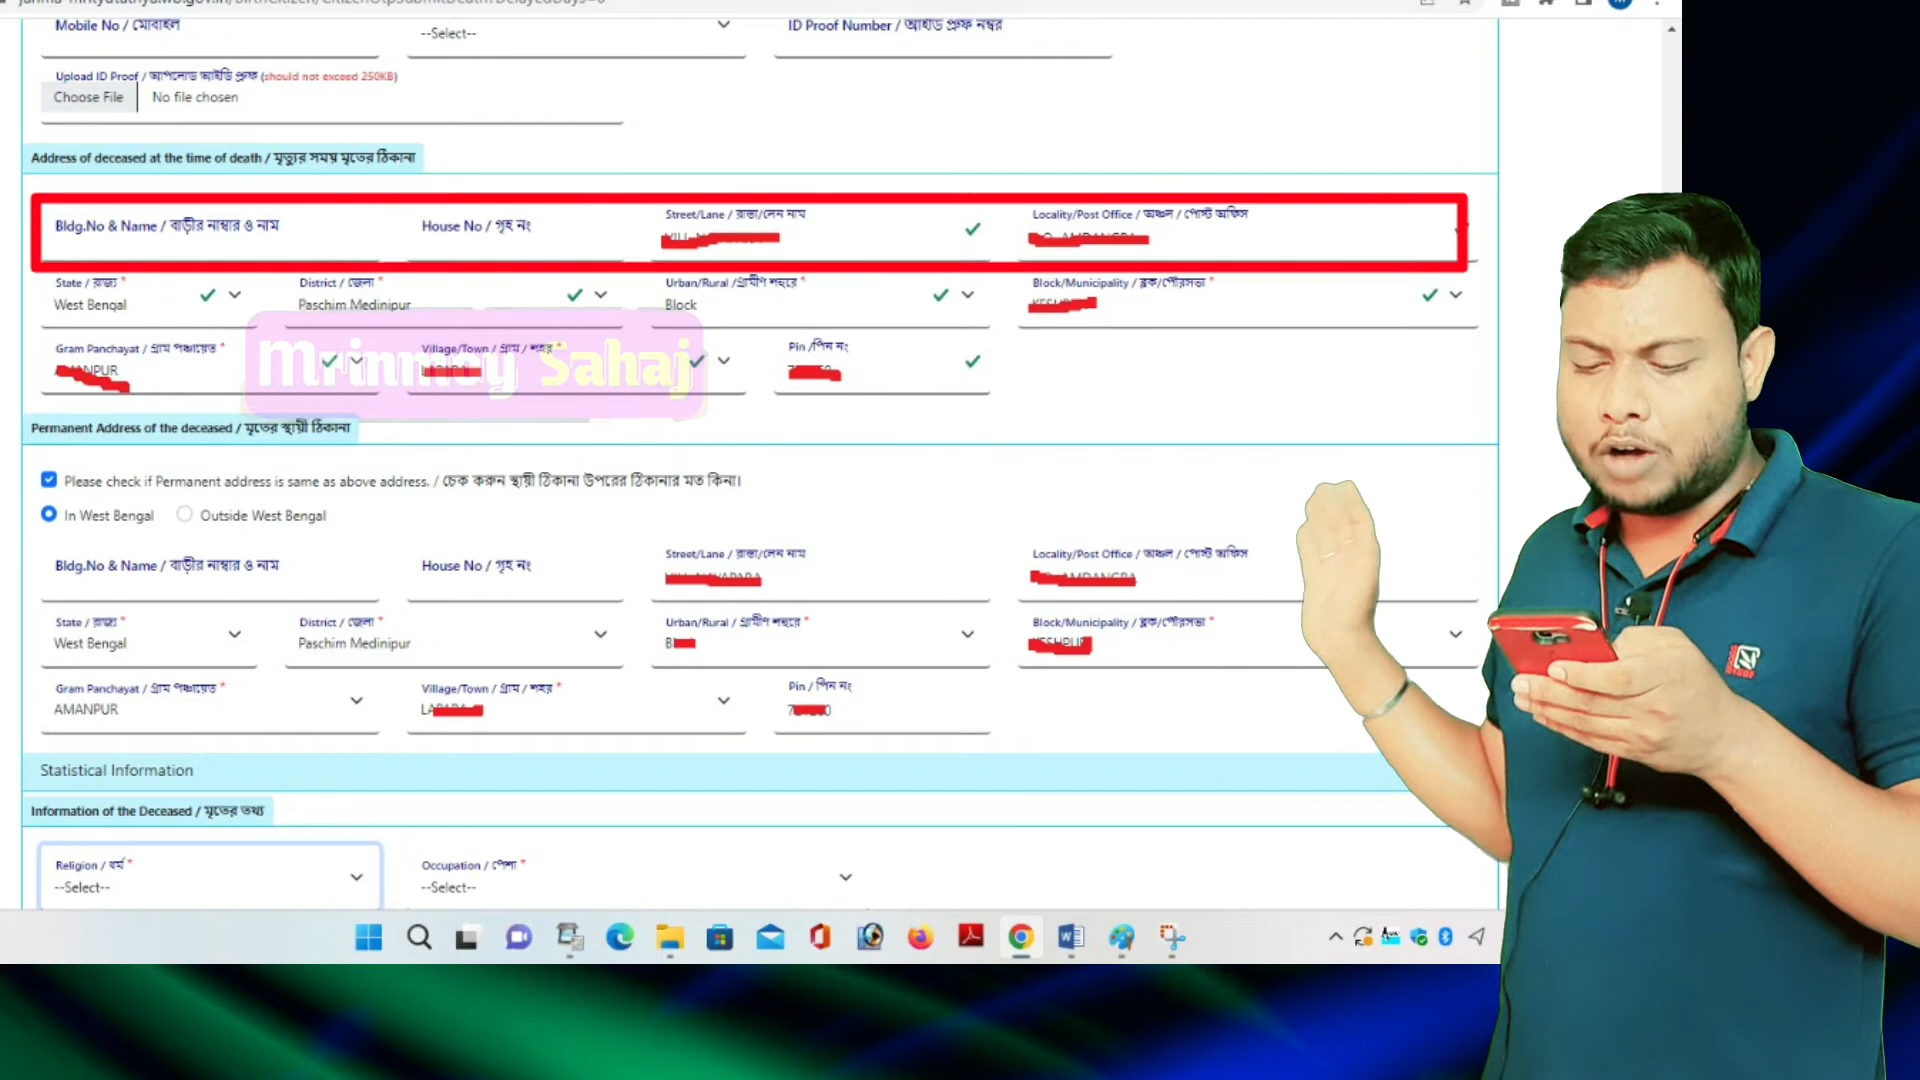 Mobile No / মোবাইল
--Select--
ID Proof Number / আইডি প্রুফ নম্বর
Upload ID Proof / আপলোড আইডি প্রুফ (should not exceed 250KB)
Choose File No file chosen
Address of deceased at the time of death / মৃত্যুর সময় মৃতের ঠিকানা
Bldg.No & Name / বাড়ীর নাম্বার ও নাম House No / গৃহ নং Street/Lane / রাস্তা/লেন নাম Locality/Post Office / অঞ্চল / পোস্ট অফিস
State / রাজ্য * District / জেলা * Urban/Rural /গ্রামীণ শহুরে * Block/Municipality / ব্লক/পৌরসভা *
West Bengal Paschim Medinipur Block
Gram Panchayat / গ্রাম পঞ্চায়েত * Village/Town / গ্রাম / শহর * Pin /পিন নং
Mrinmoy Sahaj
Permanent Address of the deceased / মৃতের স্থায়ী ঠিকানা
Please check if Permanent address is same as above address. / চেক করুন স্থায়ী ঠিকানা উপরের ঠিকানার মত কিনা।
In West Bengal Outside West Bengal
Bldg.No & Name / বাড়ীর নাম্বার ও নাম House No / গৃহ নং Street/Lane / রাস্তা/লেন নাম Locality/Post Office / অঞ্চল / পোস্ট অফিস
State / রাজ্য * District / জেলা * Urban/Rural / গ্রামীণ শহুরে * Block/Municipality / ব্লক/পৌরসভা *
West Bengal Paschim Medinipur
Gram Panchayat / গ্রাম পঞ্চায়েত * Village/Town / গ্রাম / শহর * Pin / পিন নং
AMANPUR
Statistical Information
Information of the Deceased / মৃতের তথ্য
Religion / ধর্ম * Occupation / পেশা *
--Select-- --Select--